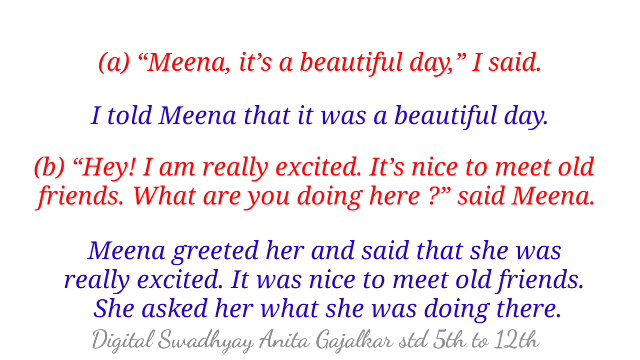 (a) “Meena, it’s a beautiful day,” I said.
I told Meena that it was a beautiful day.
(b) “Hey! I am really excited. It’s nice to meet old
friends. What are you doing here ?” said Meena.
Meena greeted her and said that she was
really excited. It was nice to meet old friends.
She asked her what she was doing there.
Digital Swadhyay Anita Gajalkar std 5th to 12th